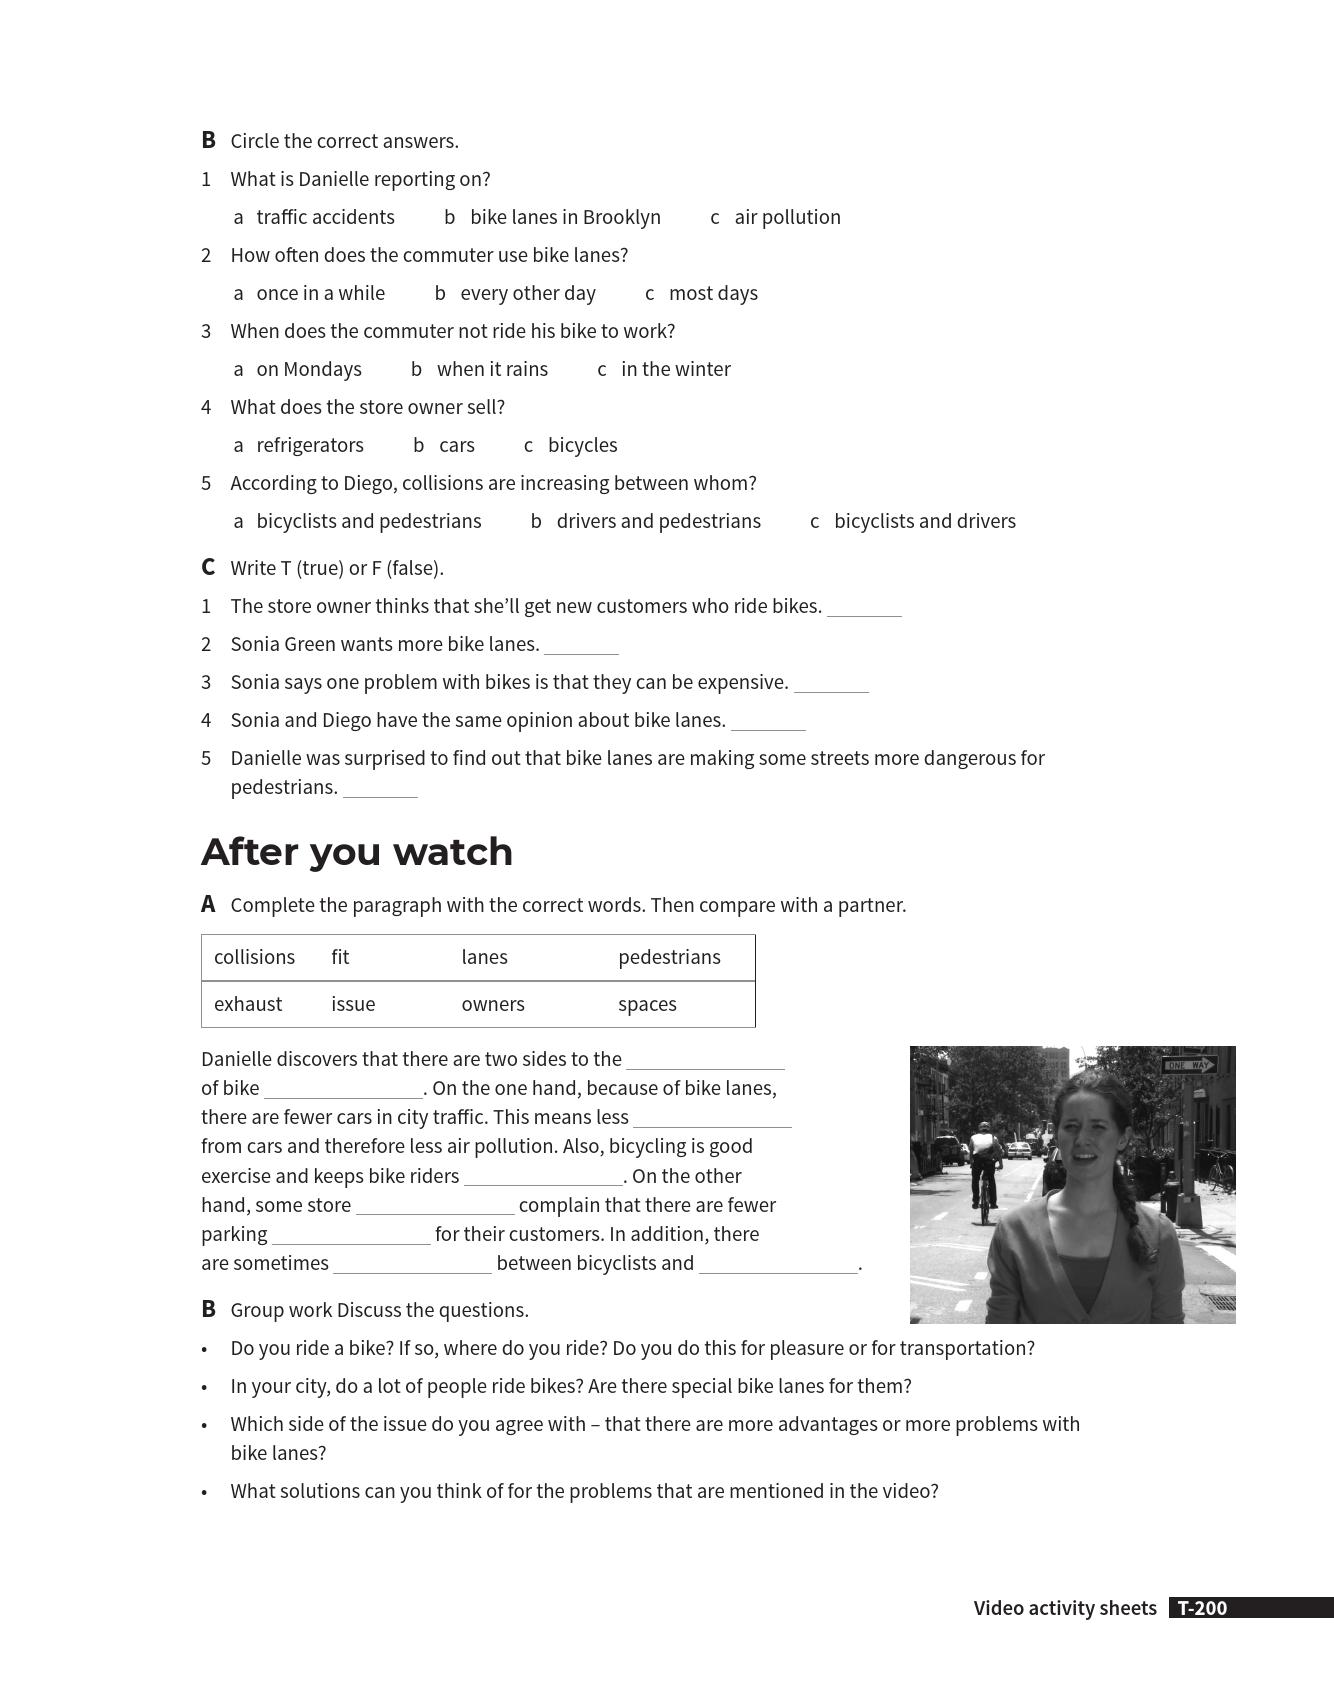 B Circle the correct answers.
1 What is Danielle reporting on?
a traffic accidents b bike lanes in Brooklyn c air pollution
2 How often does the commuter use bike lanes?
a once in a while b every other day c most days
3 When does the commuter not ride his bike to work?
a on Mondays b when it rains c in the winter
4 What does the store owner sell?
a refrigerators b cars c bicycles
5 According to Diego, collisions are increasing between whom?
a bicyclists and pedestrians b drivers and pedestrians c bicyclists and drivers
C Write T (true) or F (false).
1 The store owner thinks that she’ll get new customers who ride bikes. _______
2 Sonia Green wants more bike lanes. _______
3 Sonia says one problem with bikes is that they can be expensive. _______
4 Sonia and Diego have the same opinion about bike lanes. _______
5 Danielle was surprised to find out that bike lanes are making some streets more dangerous for
pedestrians. _______
After you watch
A Complete the paragraph with the correct words. Then compare with a partner.
collisions fit lanes pedestrians
exhaust issue owners spaces
Danielle discovers that there are two sides to the _______________
of bike _______________. On the one hand, because of bike lanes,
there are fewer cars in city traffic. This means less _______________
from cars and therefore less air pollution. Also, bicycling is good
exercise and keeps bike riders _______________. On the other
hand, some store _______________ complain that there are fewer
parking _______________ for their customers. In addition, there
are sometimes _______________ between bicyclists and _______________.
ONE WAY
B Group work Discuss the questions.
• Do you ride a bike? If so, where do you ride? Do you do this for pleasure or for transportation?
• In your city, do a lot of people ride bikes? Are there special bike lanes for them?
• Which side of the issue do you agree with – that there are more advantages or more problems with
bike lanes?
• What solutions can you think of for the problems that are mentioned in the video?
Video activity sheets T-200